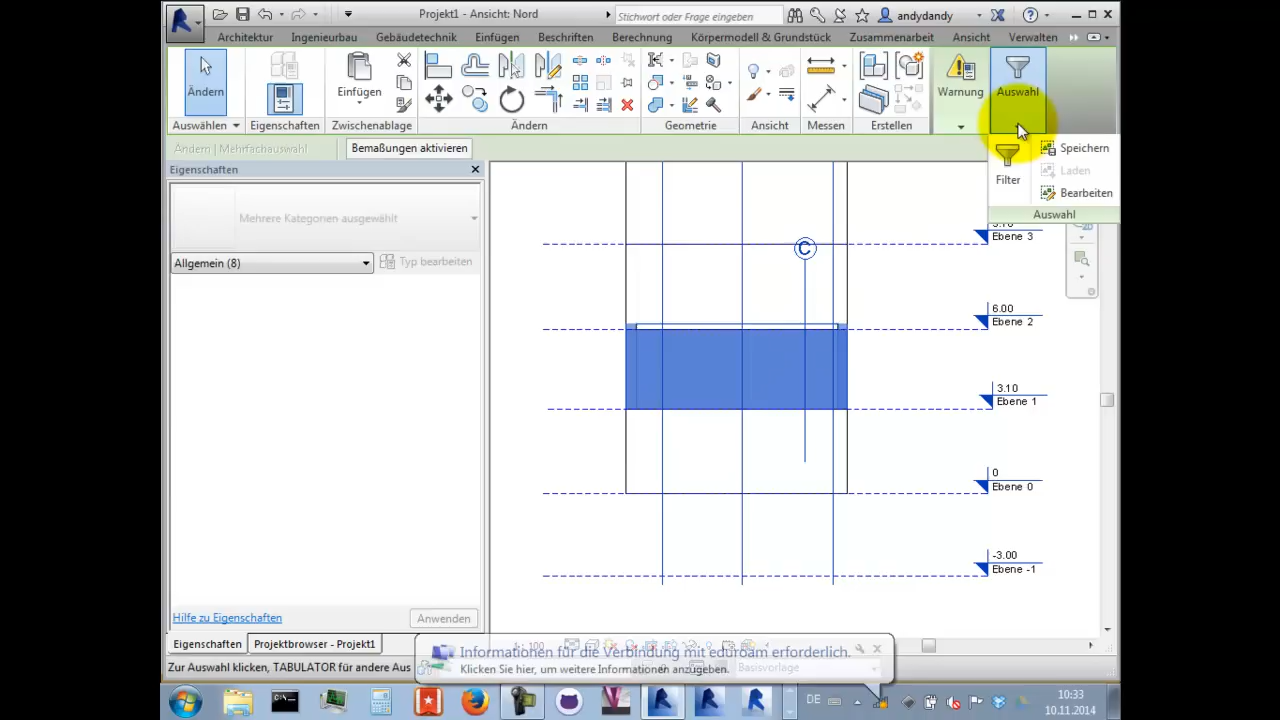 Projekt1 - Ansicht: Nord
Stichwort oder Frage eingeben
andydandy
Architektur
Ingenieurbau
Gebäudetechnik
Einfügen
Beschriften
Berechnung
Körpermodell & Grundstück
Zusammenarbeit
Ansicht
Verwalten
Ändern
Einfügen
Warnung
Auswahl
Auswählen
Eigenschaften
Zwischenablage
Ändern
Geometrie
Ansicht
Messen
Erstellen
Ändern | Mehrfachauswahl
Bemaßungen aktivieren
Filter
Speichern
Laden
Bearbeiten
Auswahl
Eigenschaften
Mehrere Kategorien ausgewählt
Allgemein (8)
Typ bearbeiten
C
Ebene 3
6.00
Ebene 2
3.10
Ebene 1
0
Ebene 0
-3.00
Ebene -1
Hilfe zu Eigenschaften
Anwenden
Eigenschaften
Projektbrowser - Projekt1
1 : 100
Informationen für die Verbindung mit eduroam erforderlich.
Klicken Sie hier, um weitere Informationen anzugeben.
Basisvorlage
Zur Auswahl klicken, TABULATOR für andere Aus
DE
10:33
10.11.2014